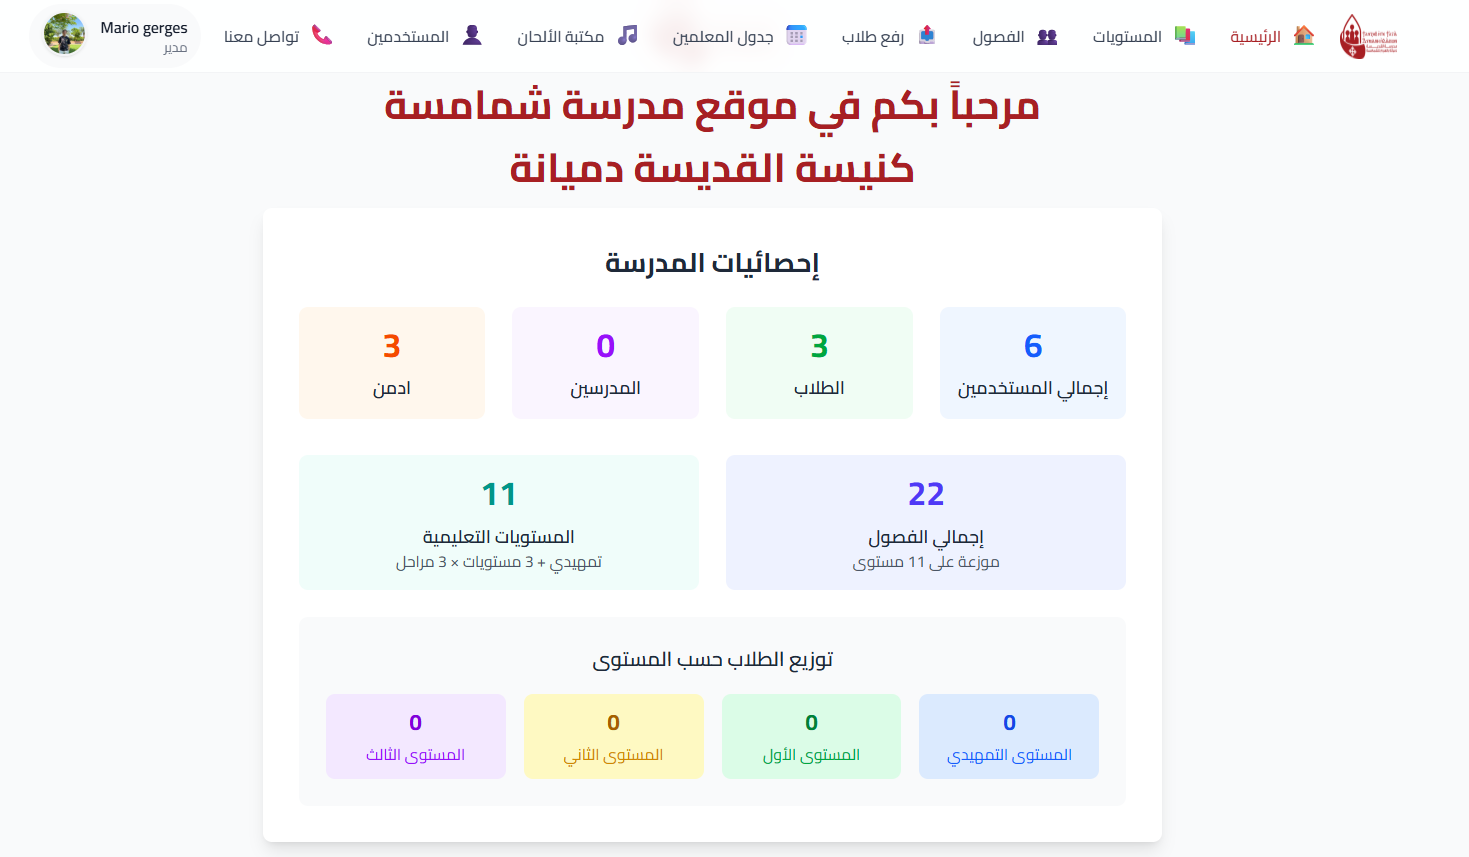 الرئيسية
المستويات
الفصول
رفع طلاب
جدول المعلمين
مكتبة الألحان
المستخدمين
تواصل معنا
Mario gerges
مدير
مرحباً بكم في موقع مدرسة شمامسة
كنيسة القديسة دميانة
إحصائيات المدرسة
6
إجمالي المستخدمين
3
الطلاب
0
المدرسين
3
ادمن
22
إجمالي الفصول
موزعة على 11 مستوى
11
المستويات التعليمية
تمهيدي + 3 مستويات × 3 مراحل
توزيع الطلاب حسب المستوى
0
المستوى التمهيدي
0
المستوى الأول
0
المستوى الثاني
0
المستوى الثالث